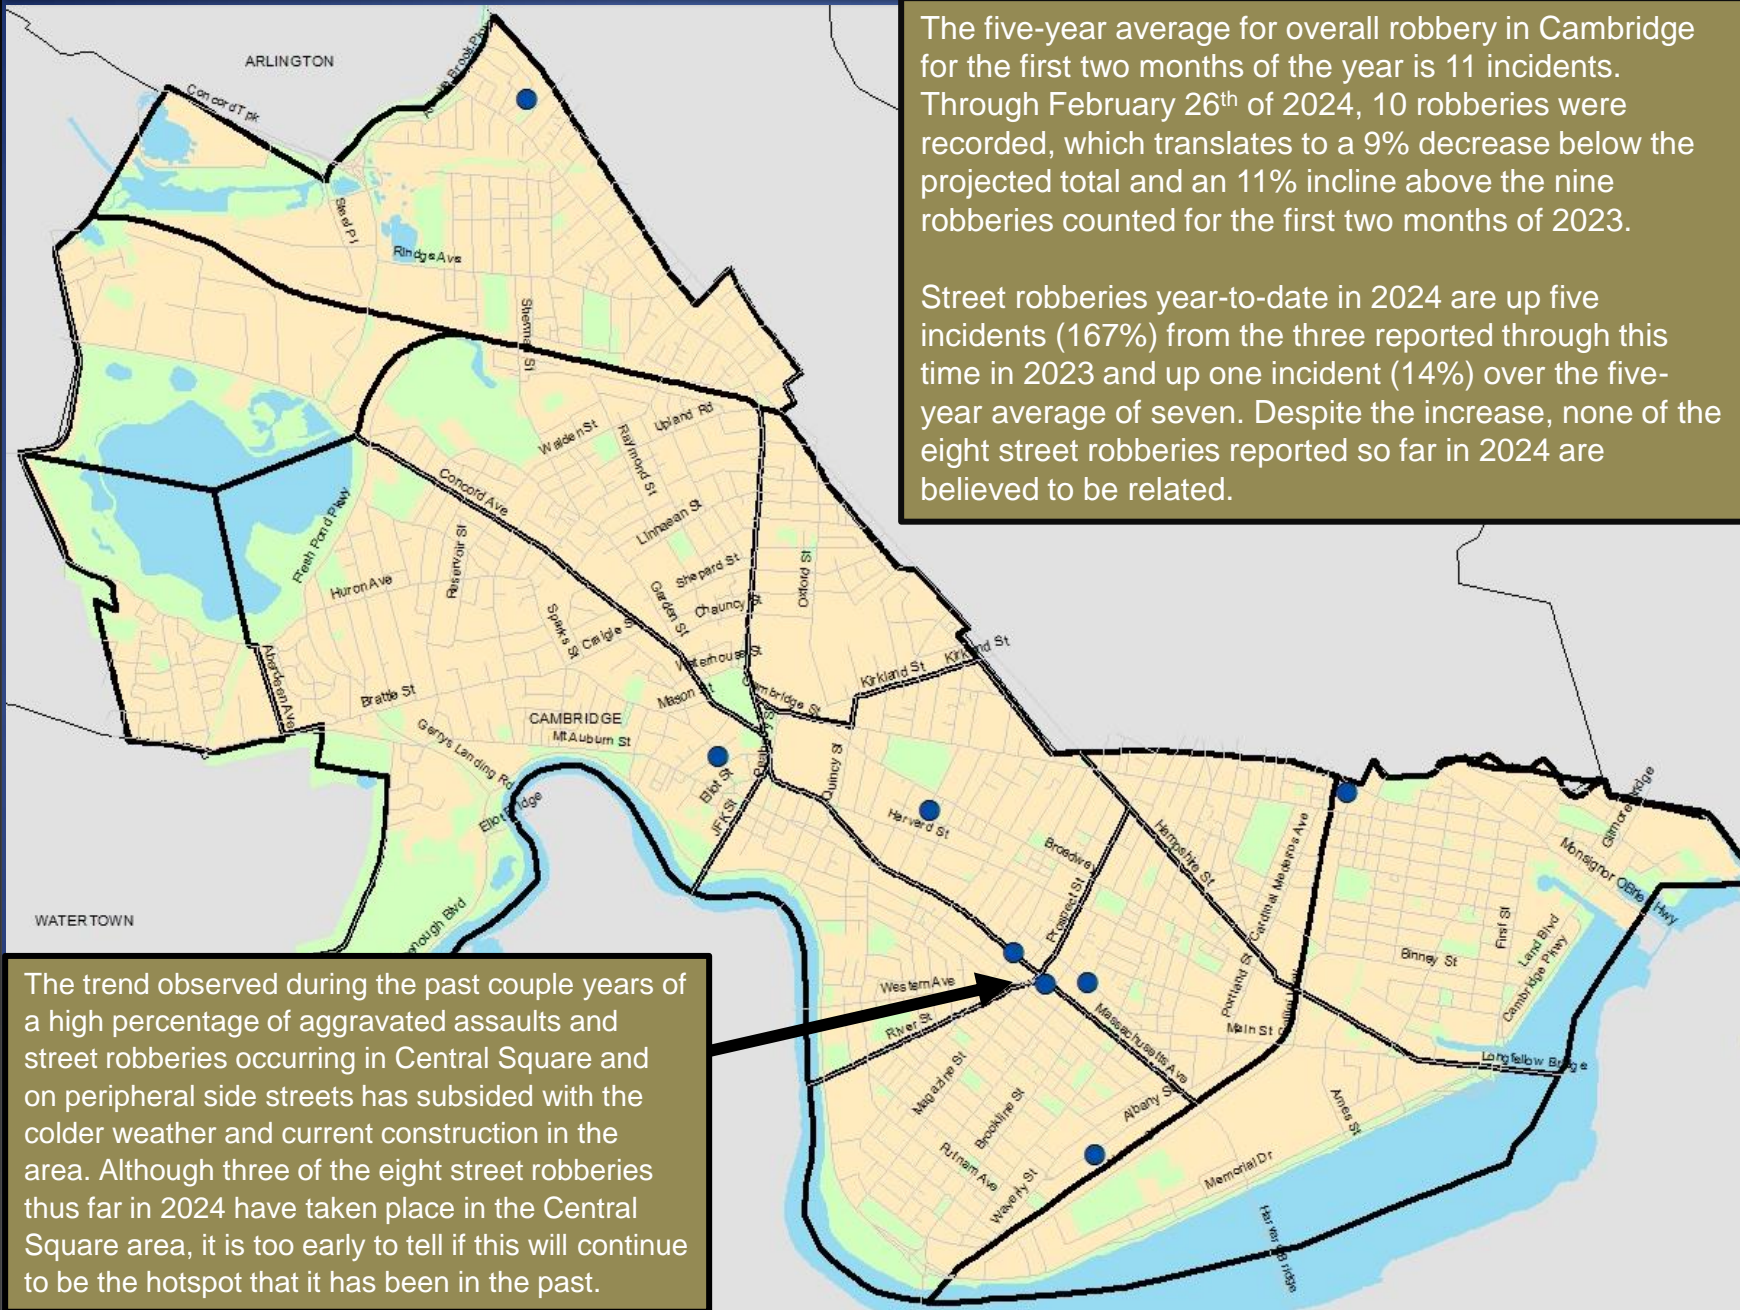 The five-year average for overall robbery in Cambridge
for the first two months of the year is 11 incidents.
Through February 26th of 2024, 10 robberies were
recorded, which translates to a 9% decrease below the
projected total and an 11% incline above the nine
robberies counted for the first two months of 2023.
Street robberies year-to-date in 2024 are up five
incidents (167%) from the three reported through this
time in 2023 and up one incident (14%) over the five-
year average of seven. Despite the increase, none of the
eight street robberies reported so far in 2024 are
believed to be related.
ARLINGTON
Concord Tpk
Brook Pky
Steel Pl
Rindge Ave
Sherman St
Walden St
Raymond St
Upland Rd
Concord Ave
Linnaean St
Fresh Pond Pkwy
Reservoir St
Huron Ave
Shepard St
Garden St
Chauncy St
Oxford St
Sparks St
Craigie St
Waterhouse St
Kirkland St
Kirkland St
Aberdeen Ave
Brattle St
Mason St
Cambridge St
CAMBRIDGE
Mt Auburn St
Gerrys Landing Rd
Eliot St
JFK St
Quincy St
Eliot Bridge
Harvard St
Broadway
Prospect St
Hampshire St
Cardinal Medeiros Ave
Gilmore Bridge
Monsignor OBrien Hwy
WATERTOWN
Blvd
Western Ave
River St
Portland St
Main St
Binney St
First St
Land Blvd
Cambridge Pkwy
Massachusetts Ave
Longfellow Bridge
Magazine St
Brookline St
Albany St
Ames St
Putnam Ave
Waverly St
Memorial Dr
Harvard Bridge
The trend observed during the past couple years of
a high percentage of aggravated assaults and
street robberies occurring in Central Square and
on peripheral side streets has subsided with the
colder weather and current construction in the
area. Although three of the eight street robberies
thus far in 2024 have taken place in the Central
Square area, it is too early to tell if this will continue
to be the hotspot that it has been in the past.